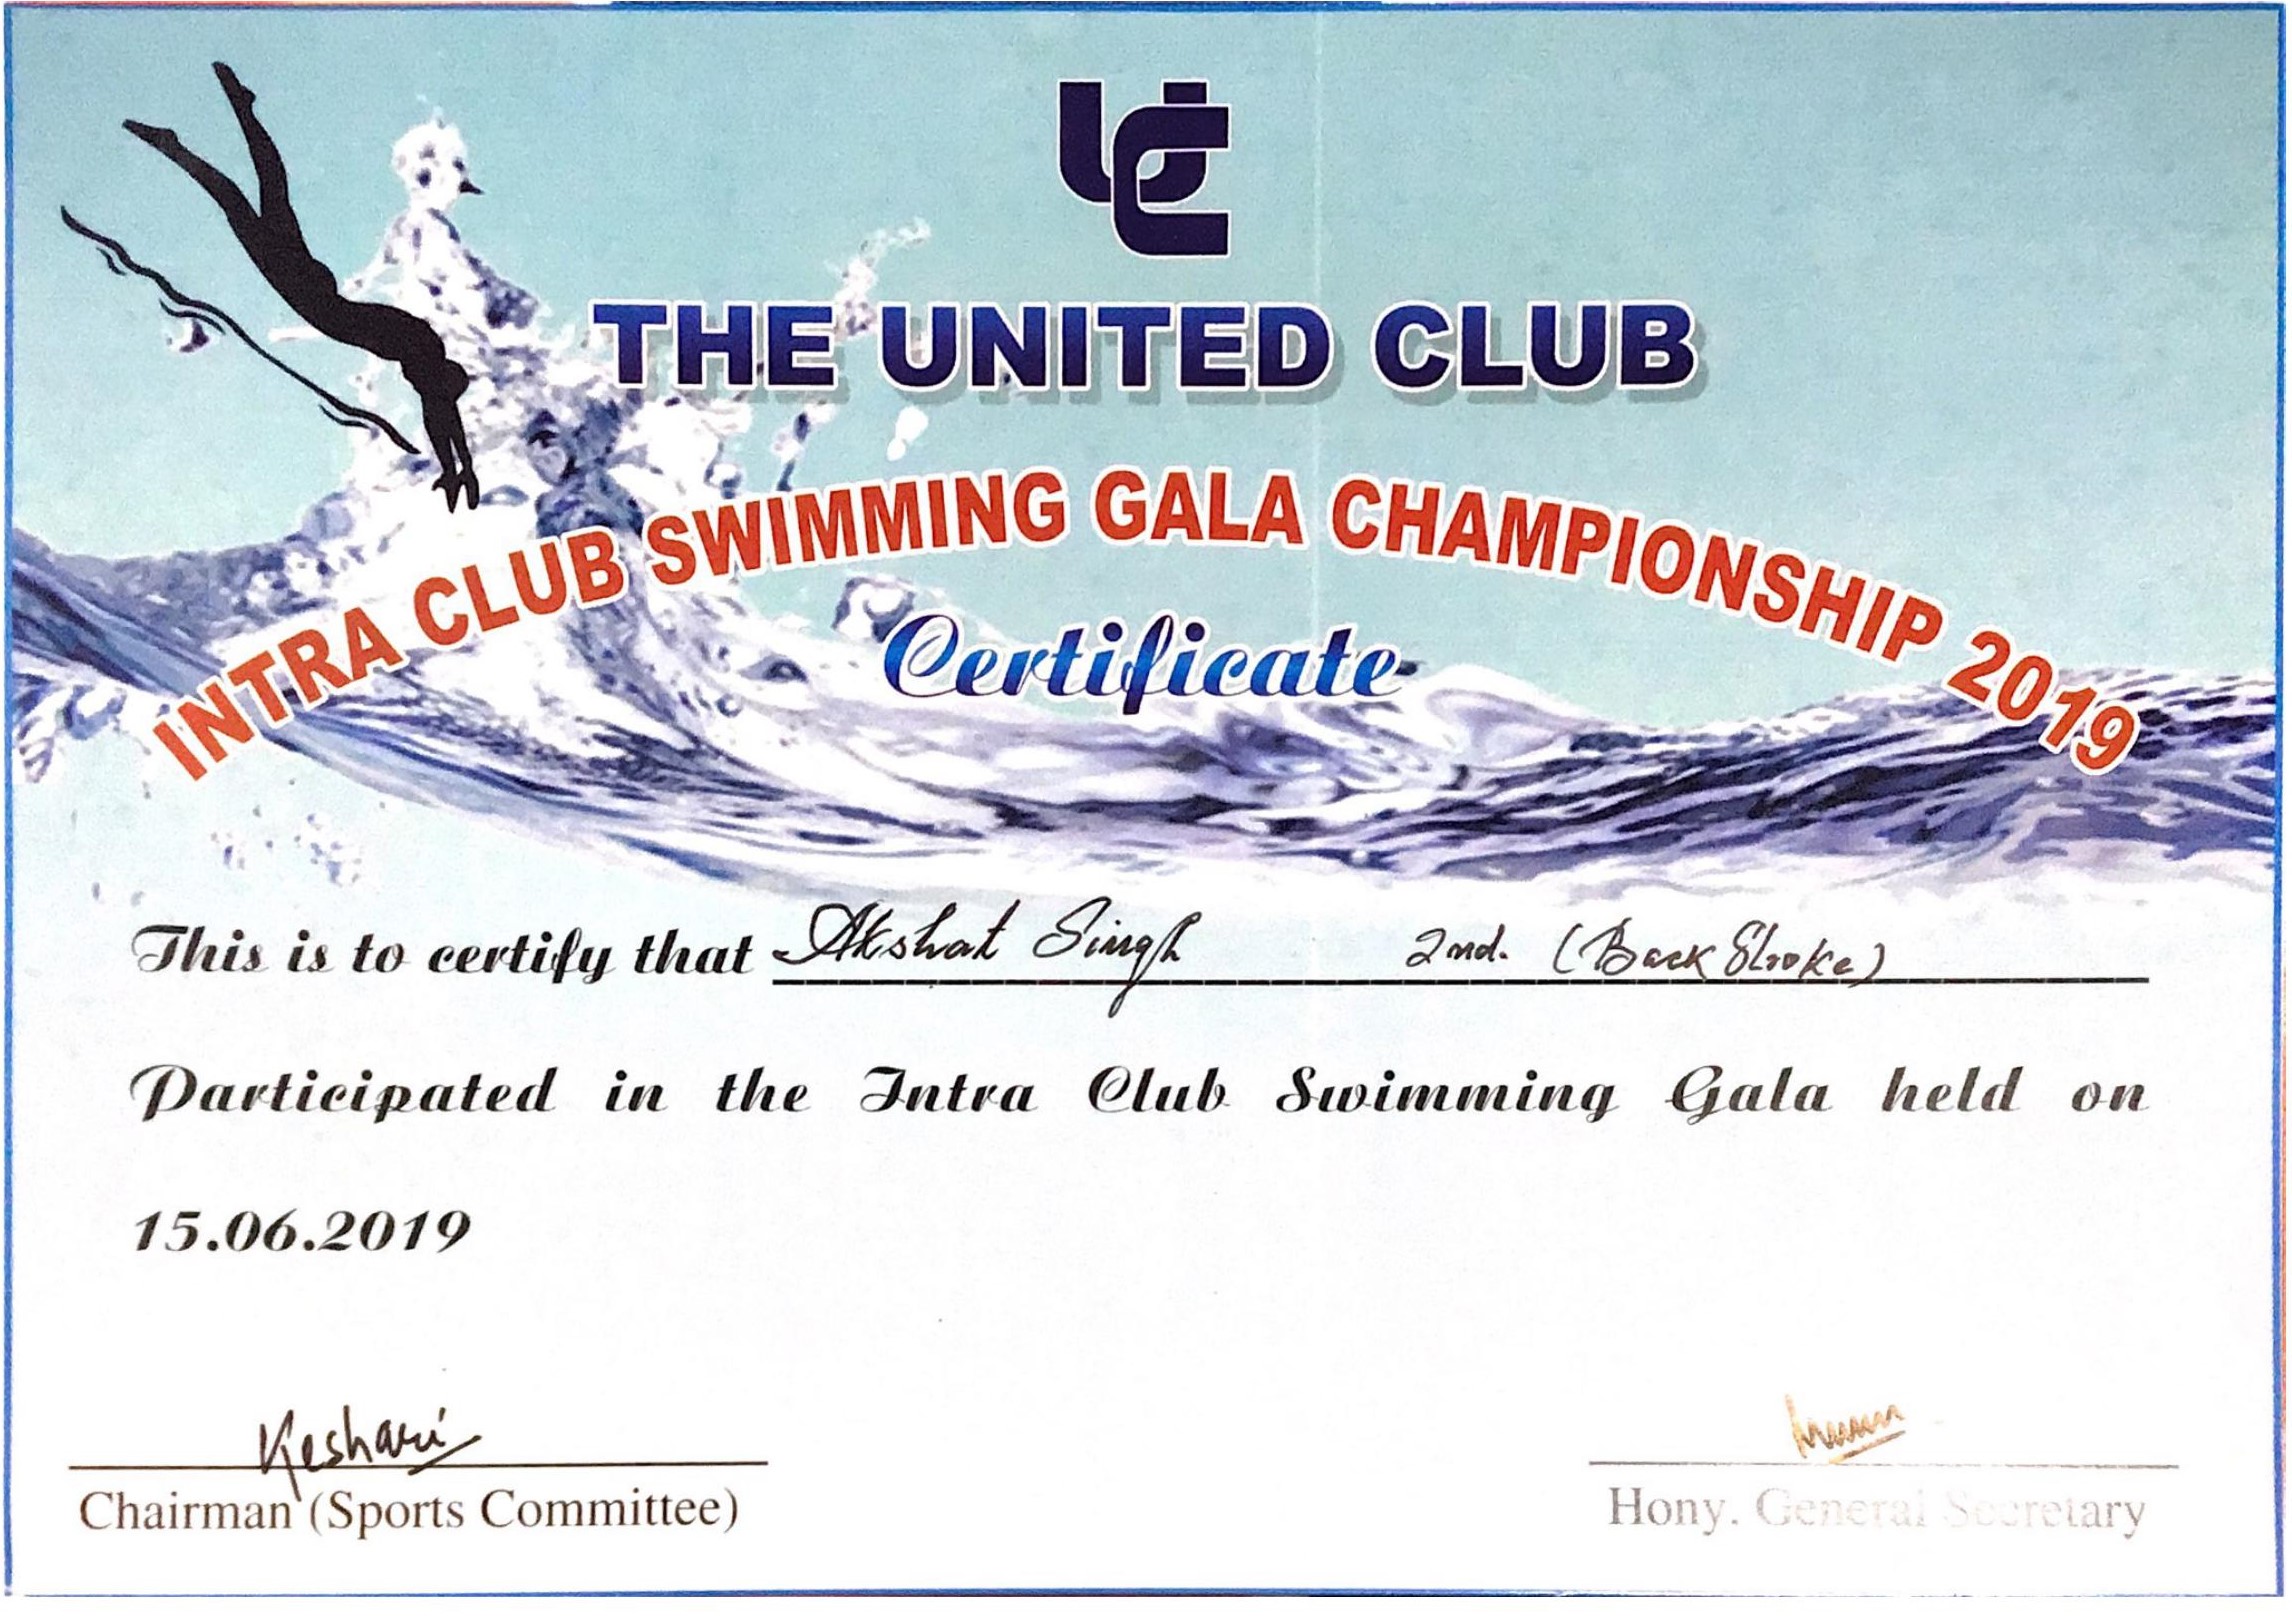 UC
THE UNITED CLUB
INTRA CLUB SWIMMING GALA CHAMPIONSHIP 2019
Certificate
This is to certify that Akshat Singh 2nd. (Back Stroke)
Participated in the Intra Club Swimming Gala held on
15.06.2019
Keshari
Chairman (Sports Committee)
Hony. General Secretary